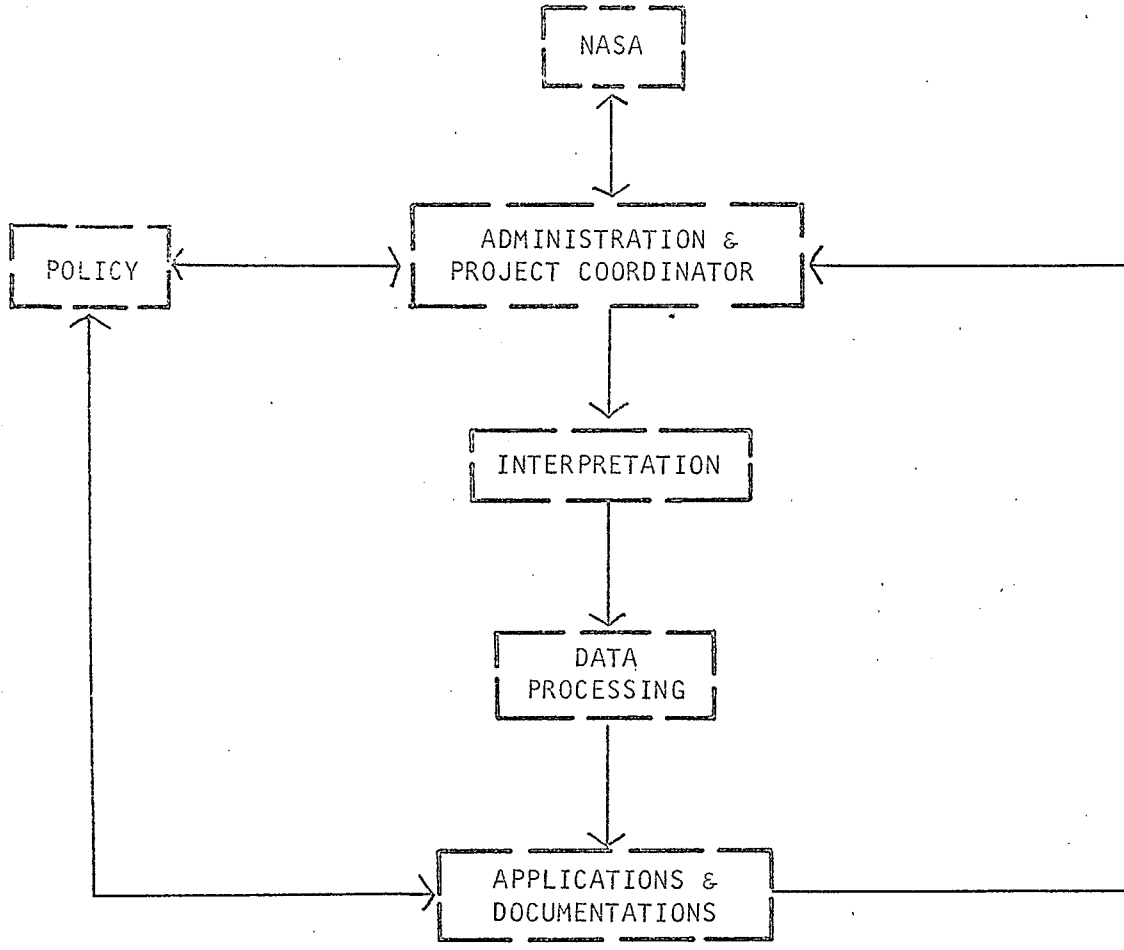 NASA
ADMINISTRATION &
PROJECT COORDINATOR
POLICY
INTERPRETATION
DATA
PROCESSING
APPLICATIONS &
DOCUMENTATIONS